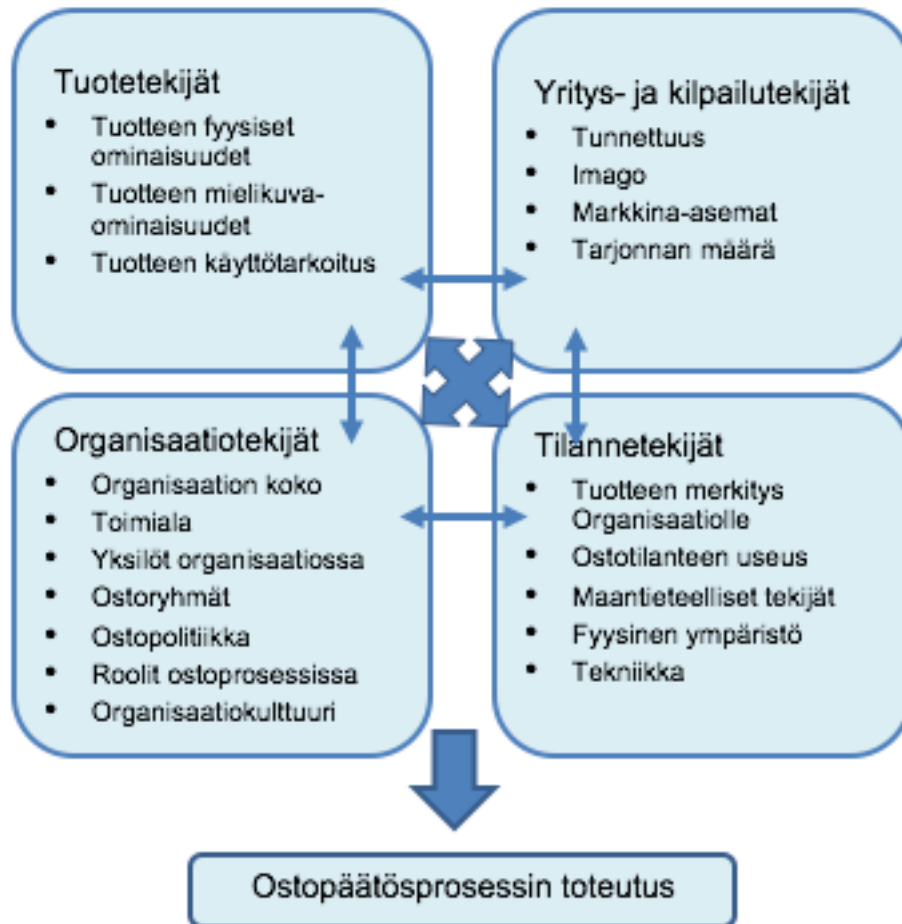 Tuotetekijät
• Tuotteen fyysiset
ominaisuudet
• Tuotteen mielikuva-
ominaisuudet
• Tuotteen käyttötarkoitus
Yritys- ja kilpailutekijät
• Tunnettuus
• Imago
• Markkina-asemat
• Tarjonnan määrä
Organisaatiotekijät
• Organisaation koko
• Toimiala
• Yksilöt organisaatiossa
• Ostoryhmät
• Ostopolitiikka
• Roolit ostoprosessissa
• Organisaatiokulttuuri
Tilannetekijät
• Tuotteen merkitys
Organisaatiolle
• Ostotilanteen useus
• Maantieteelliset tekijät
• Fyysinen ympäristö
• Tekniikka
Ostopäätösprosessin toteutus